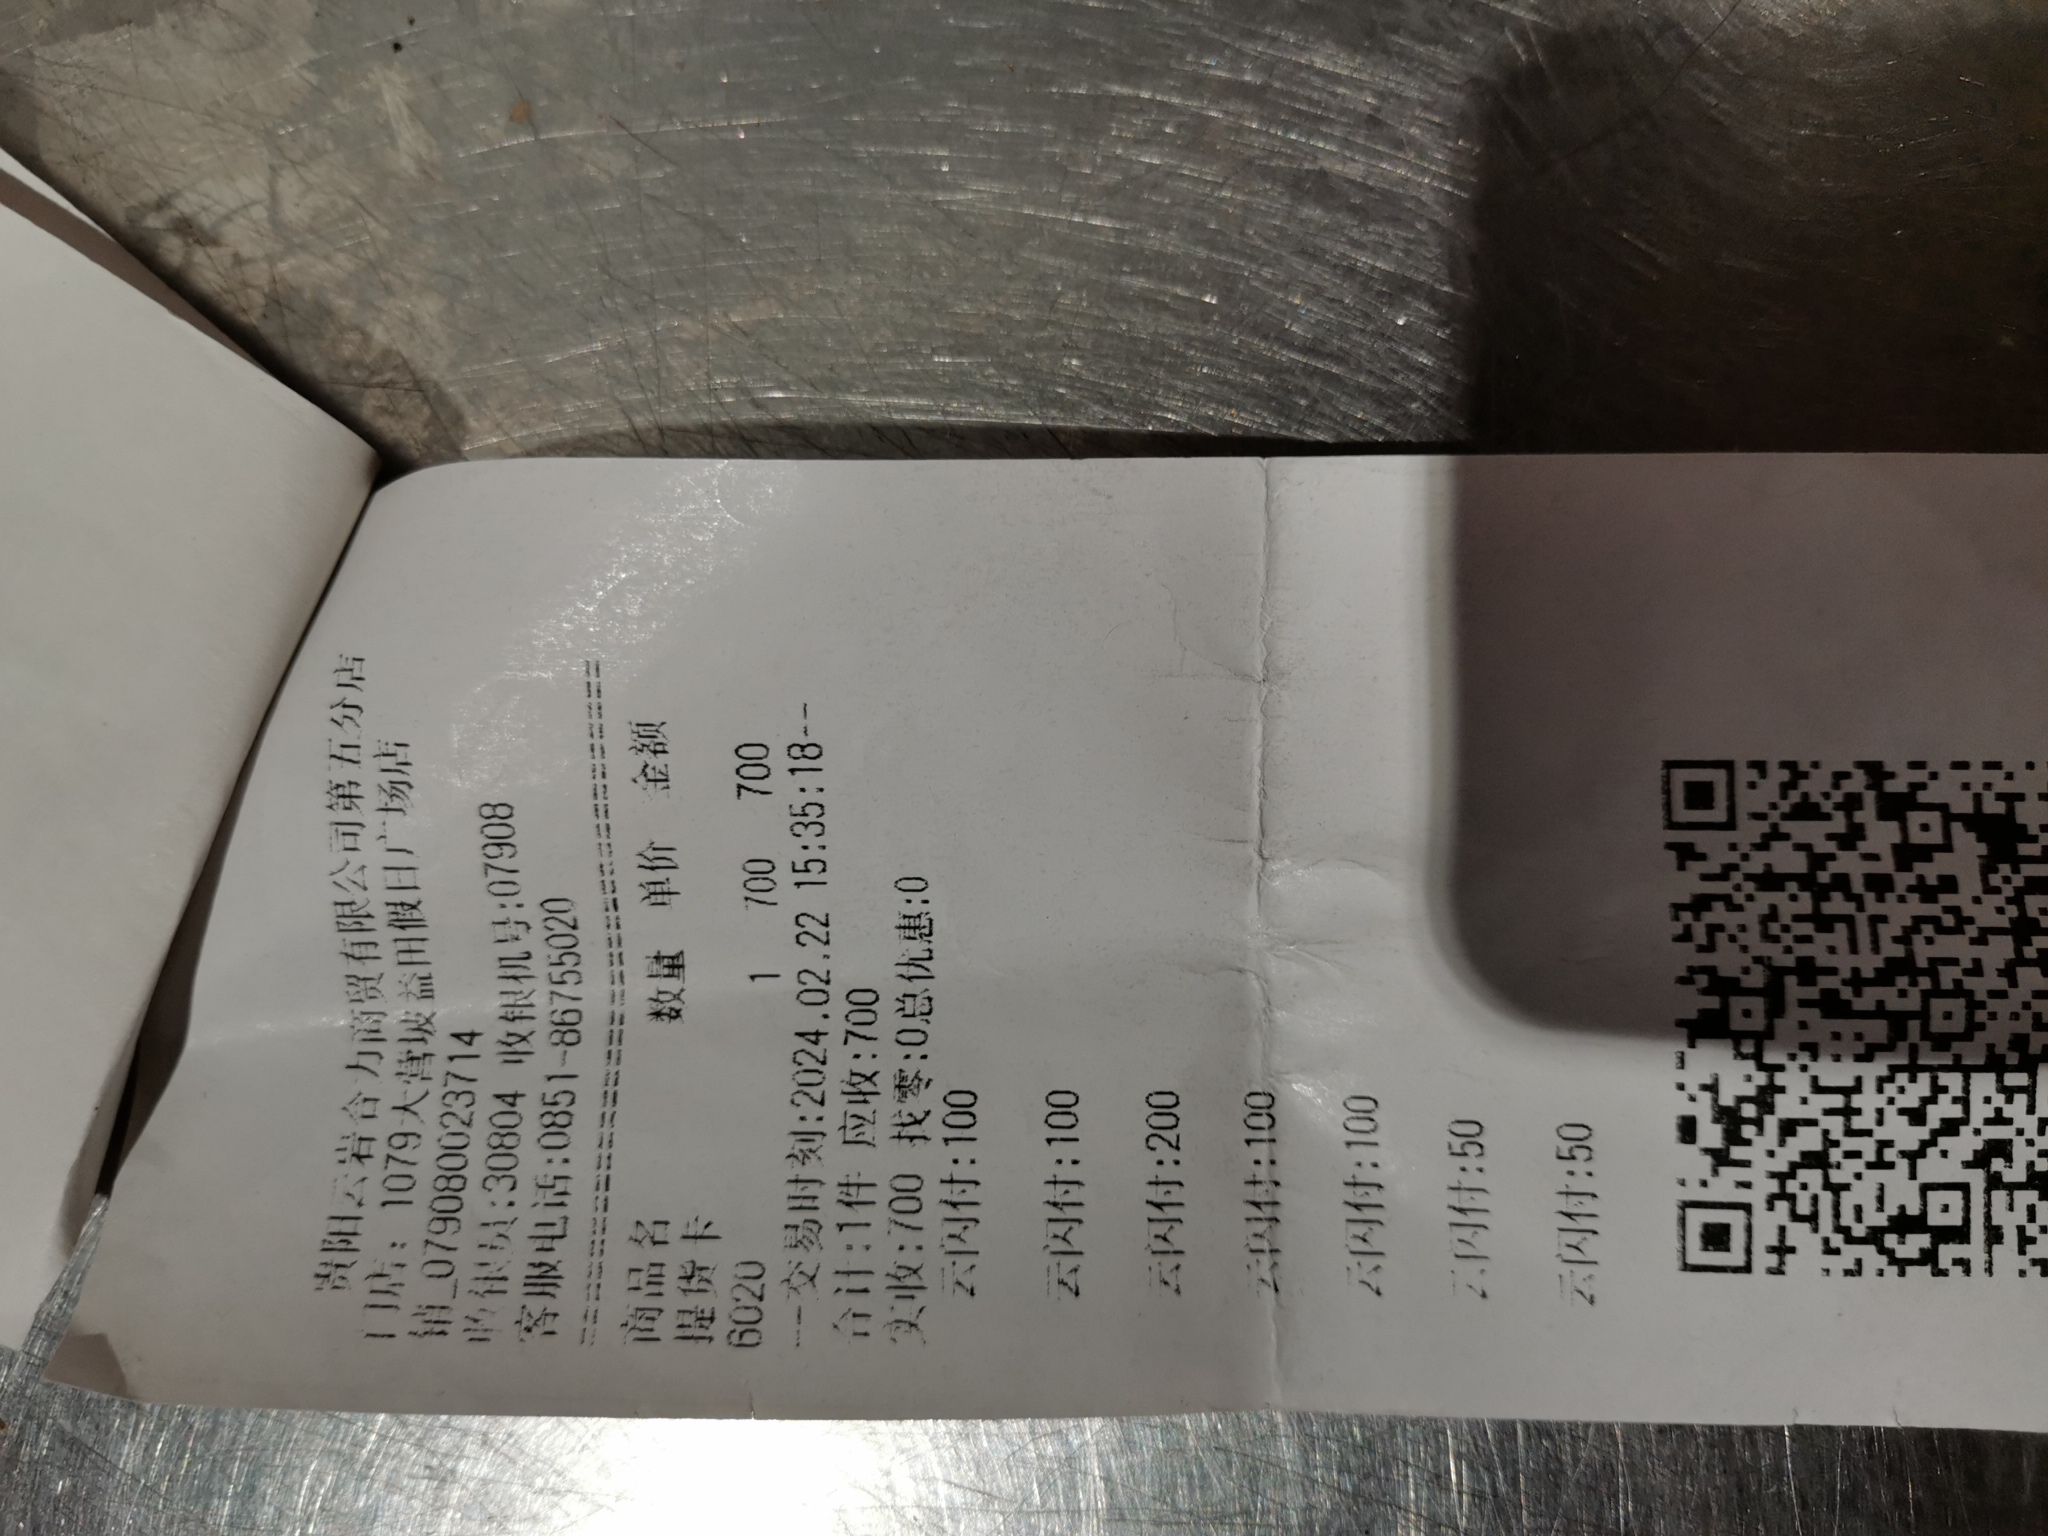 贵阳云岩合力商贸有限公司第五分店
门店: 1079大营坡益田假日广场店
销_079080023714
收银员:30804 收银机号:07908
客服电话:0851-86755020
================================
商品名 数量 单价 金额
提货卡
6020 1 700 700
---交易时刻:2024.02.22 15:35:18---
合计:1件 应收:700
实收:700 找零:0总优惠:0
云闪付:100
云闪付:100
云闪付:200
云闪付:100
云闪付:100
云闪付:50
云闪付:50